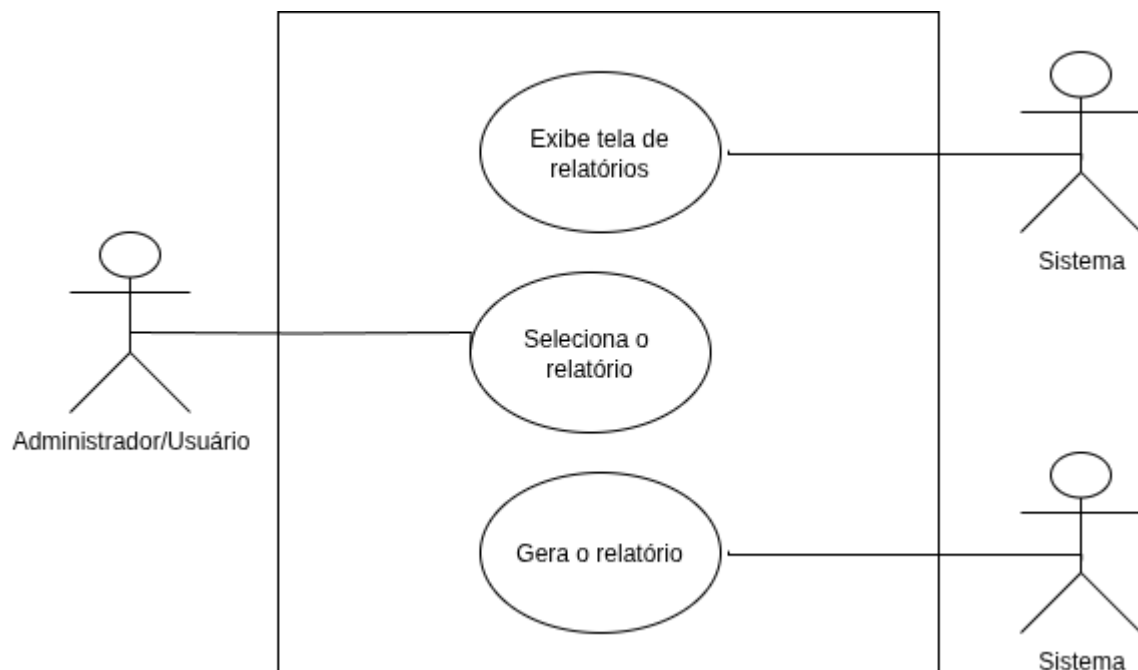 Exibe tela de
relatórios
Sistema
Seleciona o
relatório
Administrador/Usuário
Gera o relatório
Sistema